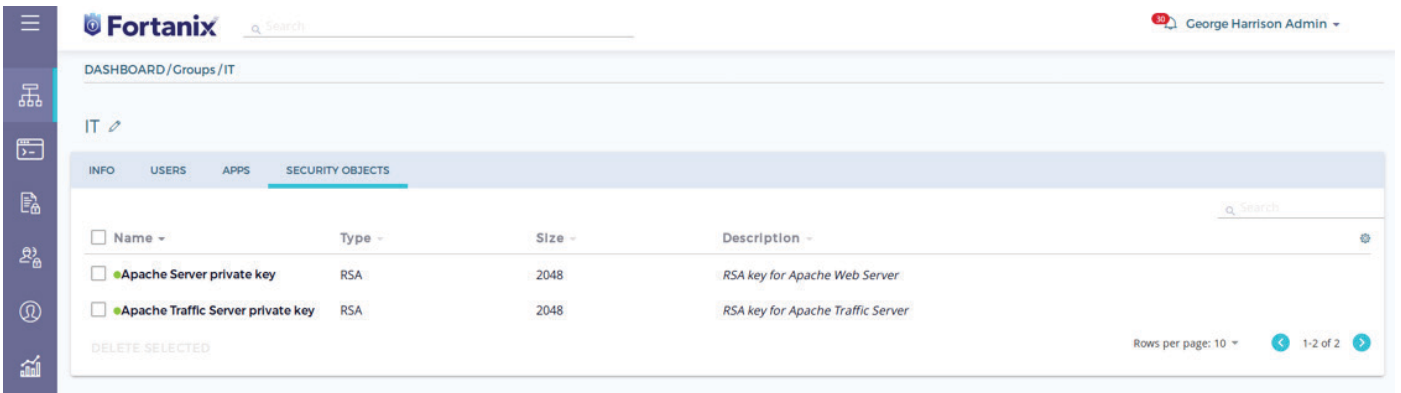 Fortanix
Search
30
George Harrison Admin
DASHBOARD/Groups/IT
IT
INFO USERS APPS SECURITY OBJECTS
Search
Name Type Size Description
Apache Server private key RSA 2048 RSA key for Apache Web Server
Apache Traffic Server private key RSA 2048 RSA key for Apache Traffic Server
DELETE SELECTED
Rows per page: 10 1-2 of 2